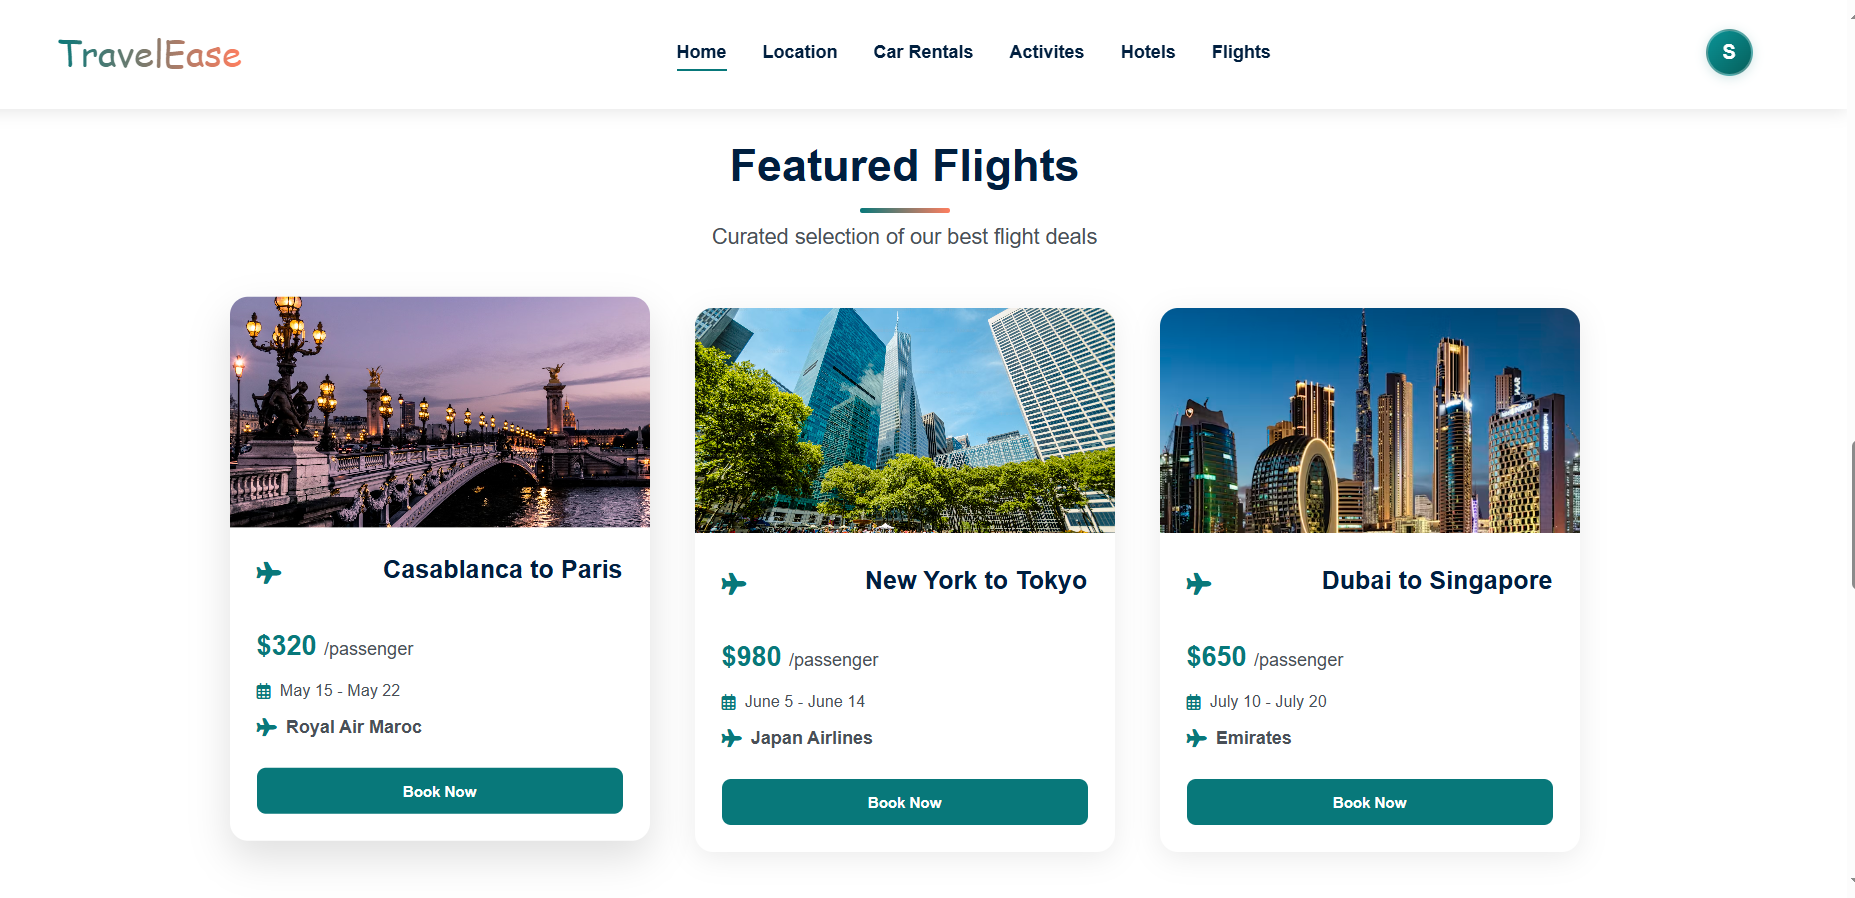 TravelEase
Home Location Car Rentals Activites Hotels Flights
S
Featured Flights
Curated selection of our best flight deals
Casablanca to Paris
$320 /passenger
May 15 - May 22
Royal Air Maroc
Book Now
New York to Tokyo
$980 /passenger
June 5 - June 14
Japan Airlines
Book Now
Dubai to Singapore
$650 /passenger
July 10 - July 20
Emirates
Book Now